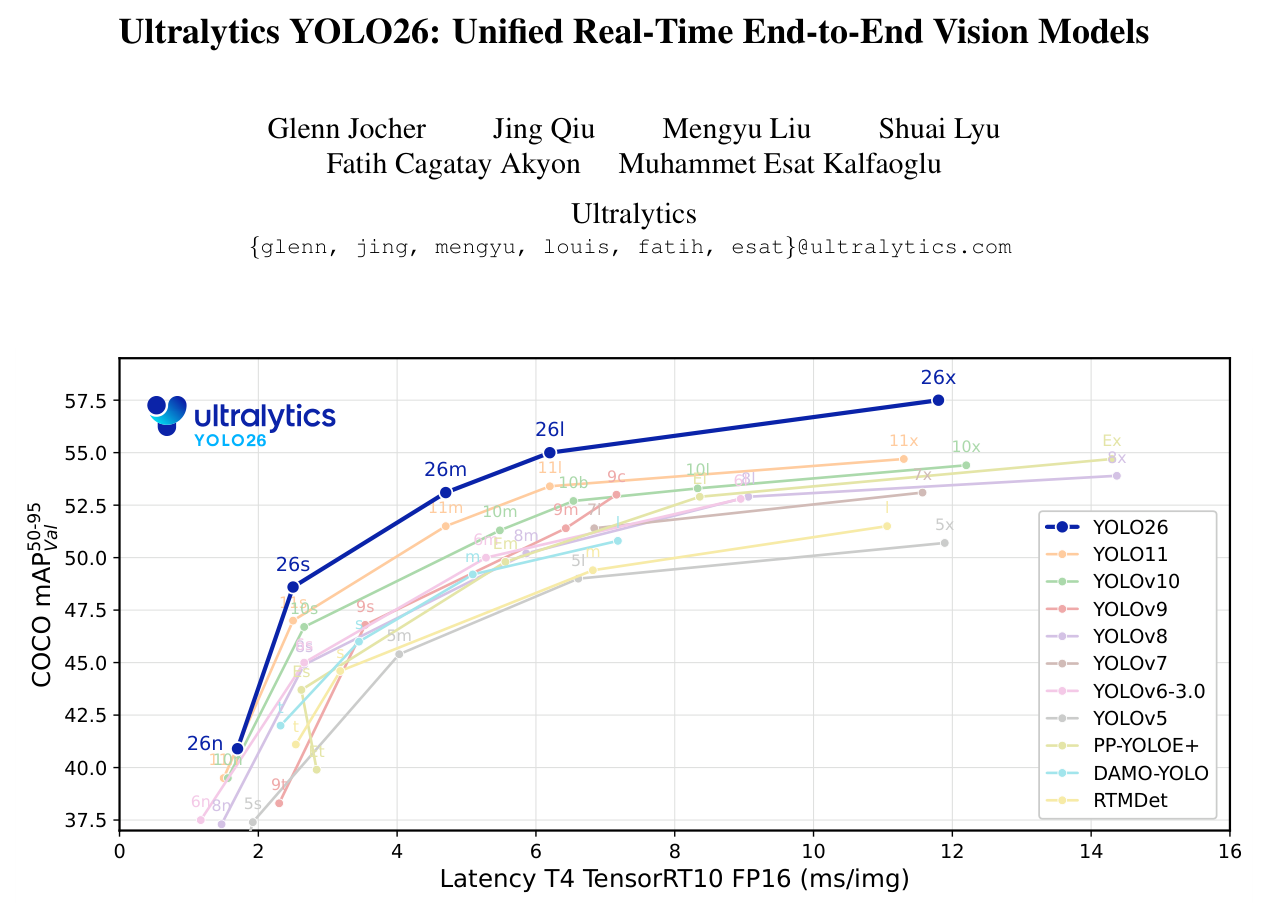 Ultralytics YOLO26: Unified Real-Time End-to-End Vision Models
Glenn Jocher Jing Qiu Mengyu Liu Shuai Lyu
Fatih Cagatay Akyon Muhammet Esat Kalfaoglu
Ultralytics
{glenn, jing, mengyu, louis, fatih, esat}@ultralytics.com
ultralytics
YOLO26
COCO mAP50-95 Val
57.5
55.0
52.5
50.0
47.5
45.0
42.5
40.0
37.5
26n
26s
26m
26l
26x
11s
11m
11l
11x
10n
10s
10m
10b
10l
10x
9t
9s
9m
9c
8n
8s
8m
8l
8x
7l
7x
6n
6m
5s
5m
5l
5x
Es
Em
El
Ex
t
s
m
l
t
s
m
l
YOLO26
YOLO11
YOLOv10
YOLOv9
YOLOv8
YOLOv7
YOLOv6-3.0
YOLOv5
PP-YOLOE+
DAMO-YOLO
RTMDet
0 2 4 6 8 10 12 14 16
Latency T4 TensorRT10 FP16 (ms/img)